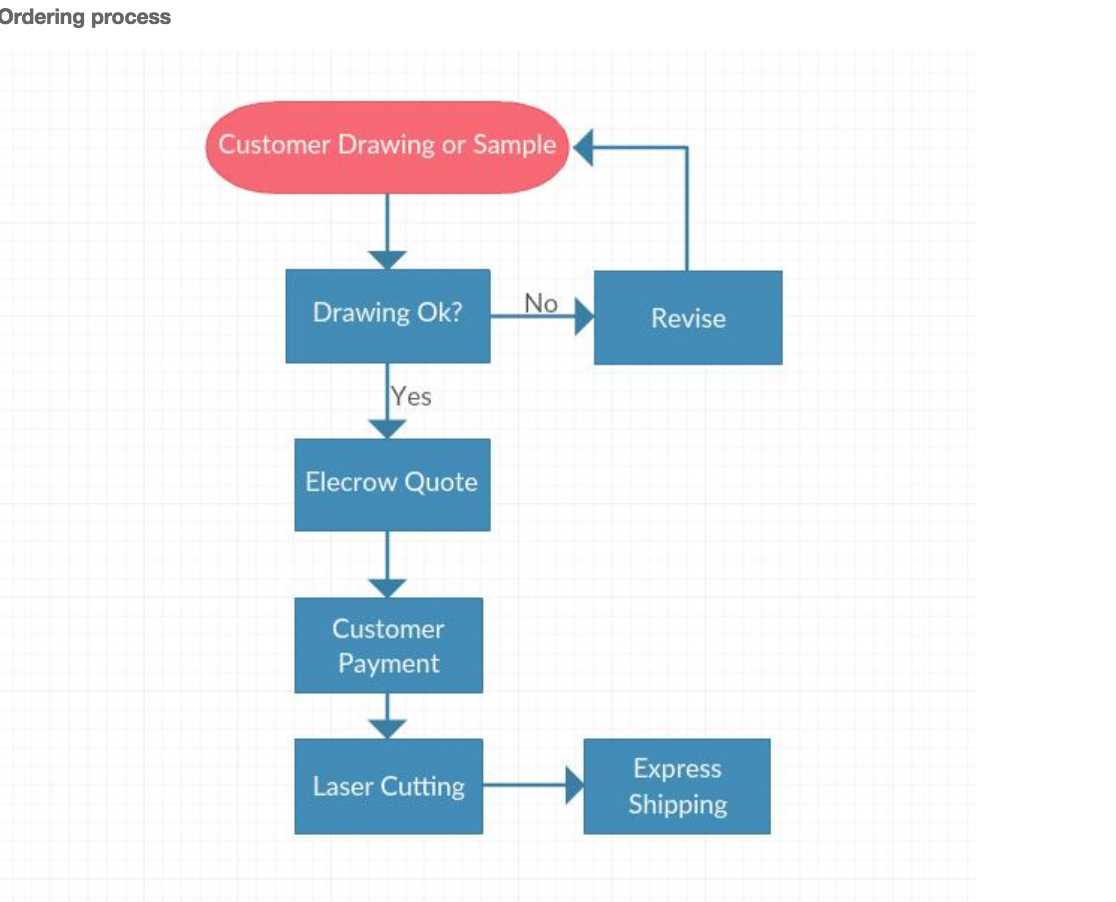 Ordering process
Customer Drawing or Sample
Drawing Ok?
No
Revise
Yes
Elecrow Quote
Customer
Payment
Laser Cutting
Express
Shipping